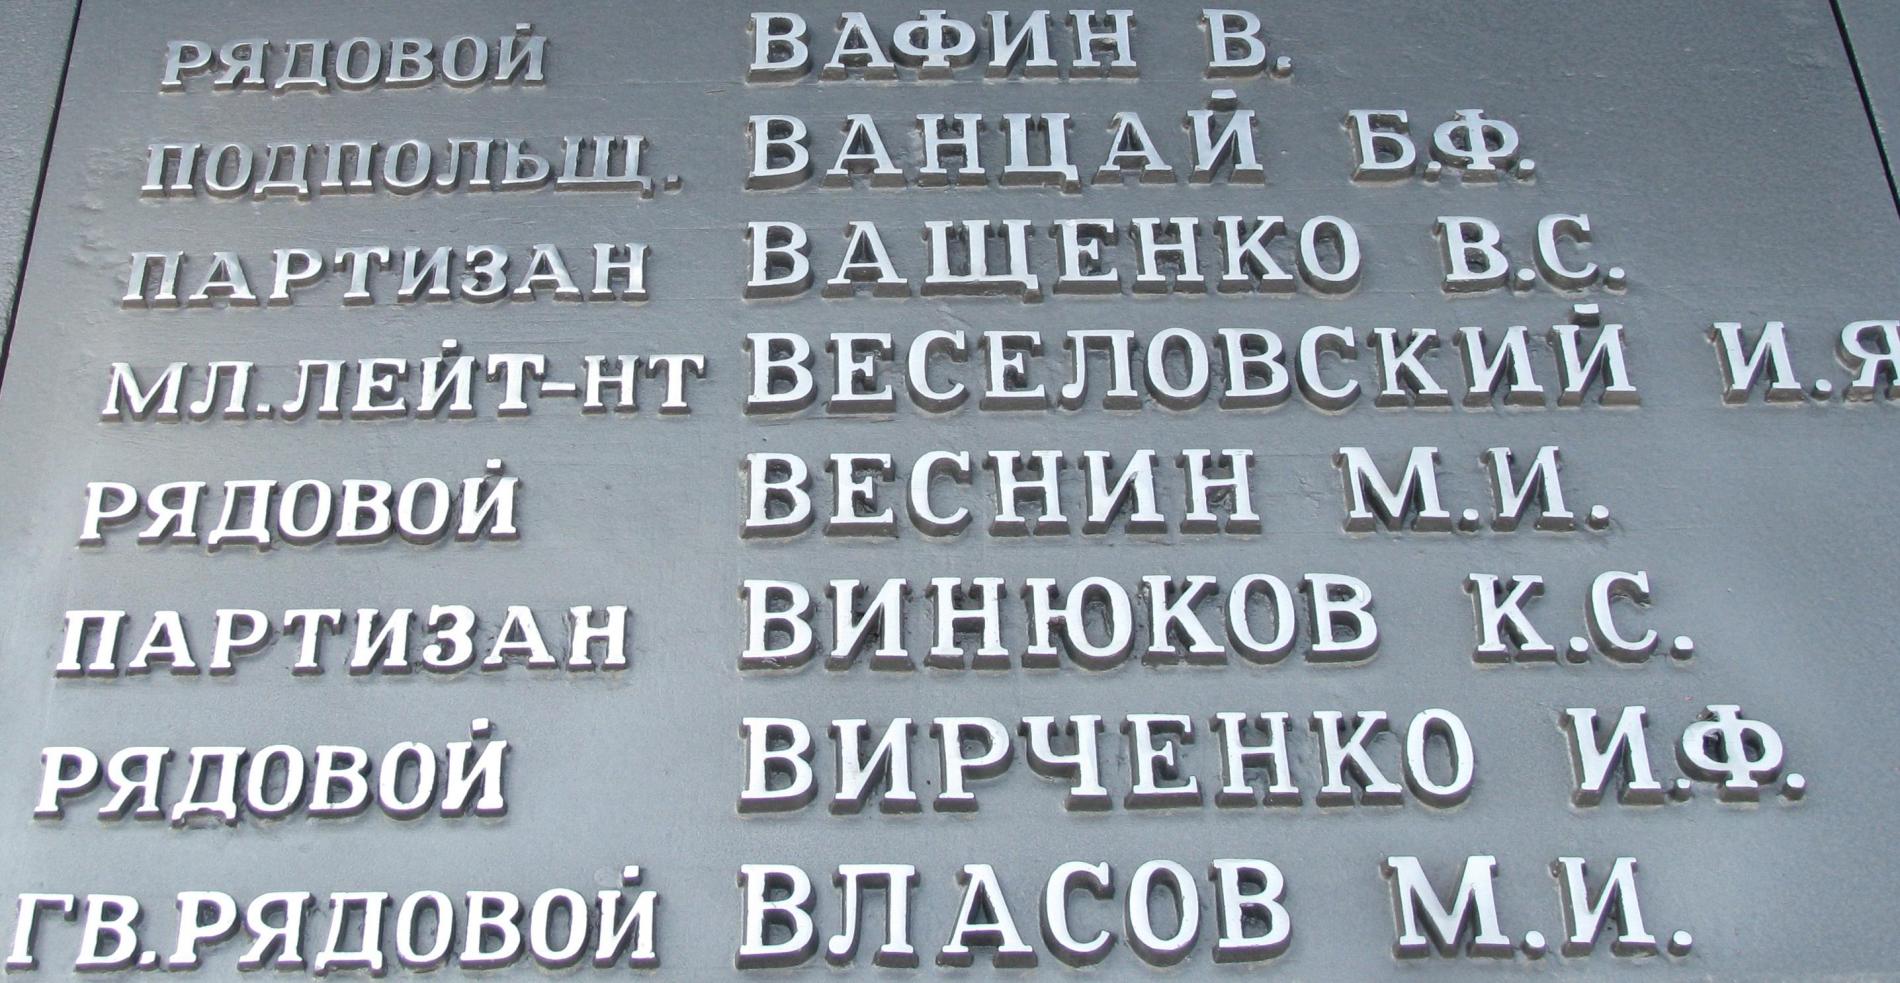 РЯДОВОЙ ВАФИН В.
ПОДПОЛЬЩ. ВАНЦАЙ Б.Ф.
ПАРТИЗАН ВАЩЕНКО В.С.
МЛ.ЛЕЙТ-НТ ВЕСЕЛОВСКИЙ И.Я
РЯДОВОЙ ВЕСНИН М.И.
ПАРТИЗАН ВИНЮКОВ К.С.
РЯДОВОЙ ВИРЧЕНКО И.Ф.
ГВ.РЯДОВОЙ ВЛАСОВ М.И.